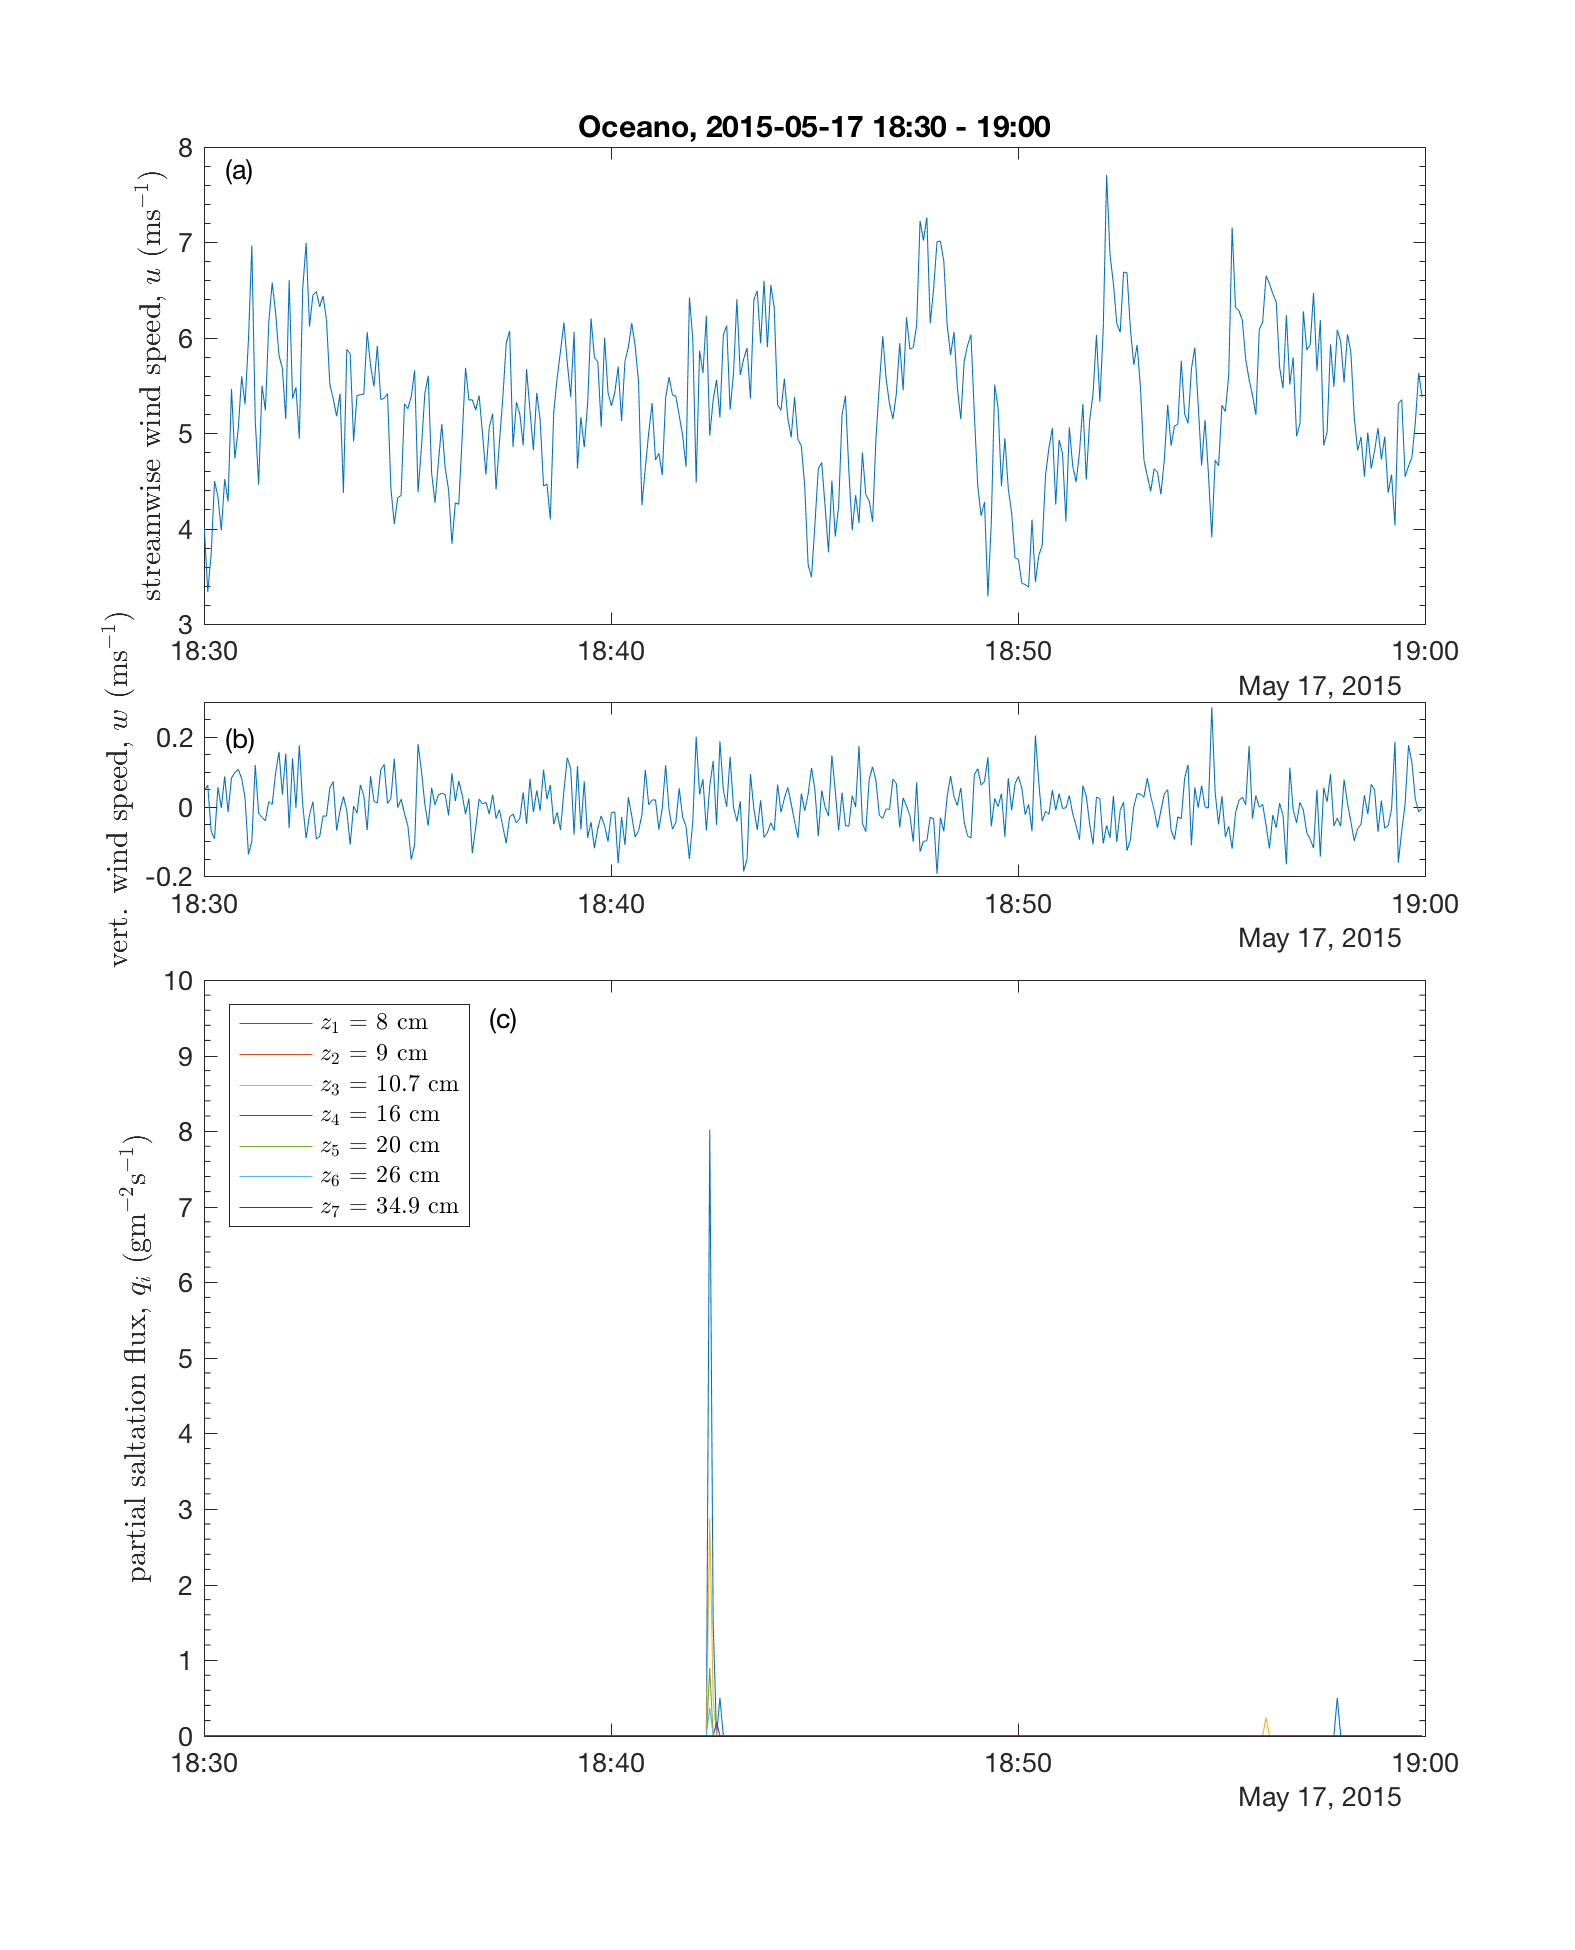 Oceano, 2015-05-17 18:30 - 19:00
(a)
streamwise wind speed, u (ms⁻¹)
8
7
6
5
4
3
18:30 18:40 18:50 19:00
May 17, 2015
(b)
vert. wind speed, w (ms⁻¹)
0.2
0
-0.2
18:30 18:40 18:50 19:00
May 17, 2015
(c)
partial saltation flux, qᵢ (gm⁻²s⁻¹)
10
9
8
7
6
5
4
3
2
1
0
z₁ = 8 cm
z₂ = 9 cm
z₃ = 10.7 cm
z₄ = 16 cm
z₅ = 20 cm
z₆ = 26 cm
z₇ = 34.9 cm
18:30 18:40 18:50 19:00
May 17, 2015